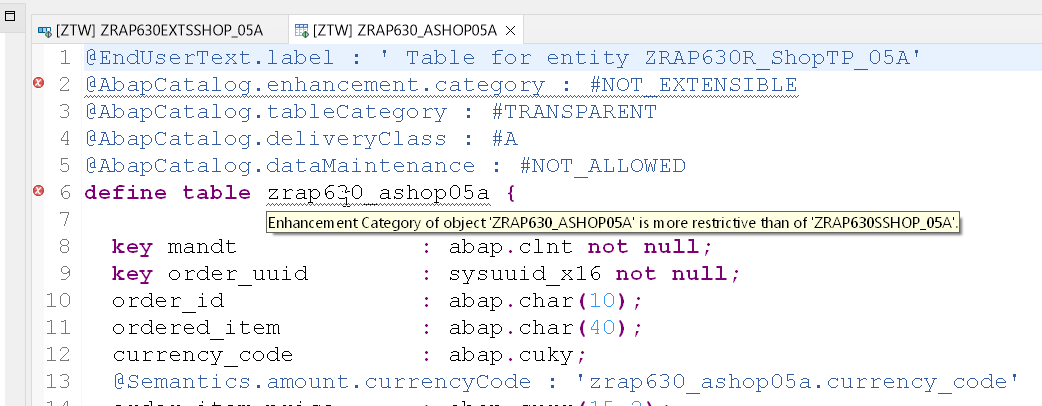 [ZTW] ZRAP630EXTSSHOP_05A [ZTW] ZRAP630_ASHOP05A
1 @EndUserText.label : ' Table for entity ZRAP630R_ShopTP_05A'
2 @AbapCatalog.enhancement.category : #NOT_EXTENSIBLE
3 @AbapCatalog.tableCategory : #TRANSPARENT
4 @AbapCatalog.deliveryClass : #A
5 @AbapCatalog.dataMaintenance : #NOT_ALLOWED
6 define table zrap630_ashop05a {
Enhancement Category of object 'ZRAP630_ASHOP05A' is more restrictive than of 'ZRAP630SSHOP_05A'.
7
8 key mandt : abap.clnt not null;
9 key order_uuid : sysuuid_x16 not null;
10 order_id : abap.char(10);
11 ordered_item : abap.char(40);
12 currency_code : abap.cuky;
13 @Semantics.amount.currencyCode : 'zrap630_ashop05a.currency_code'